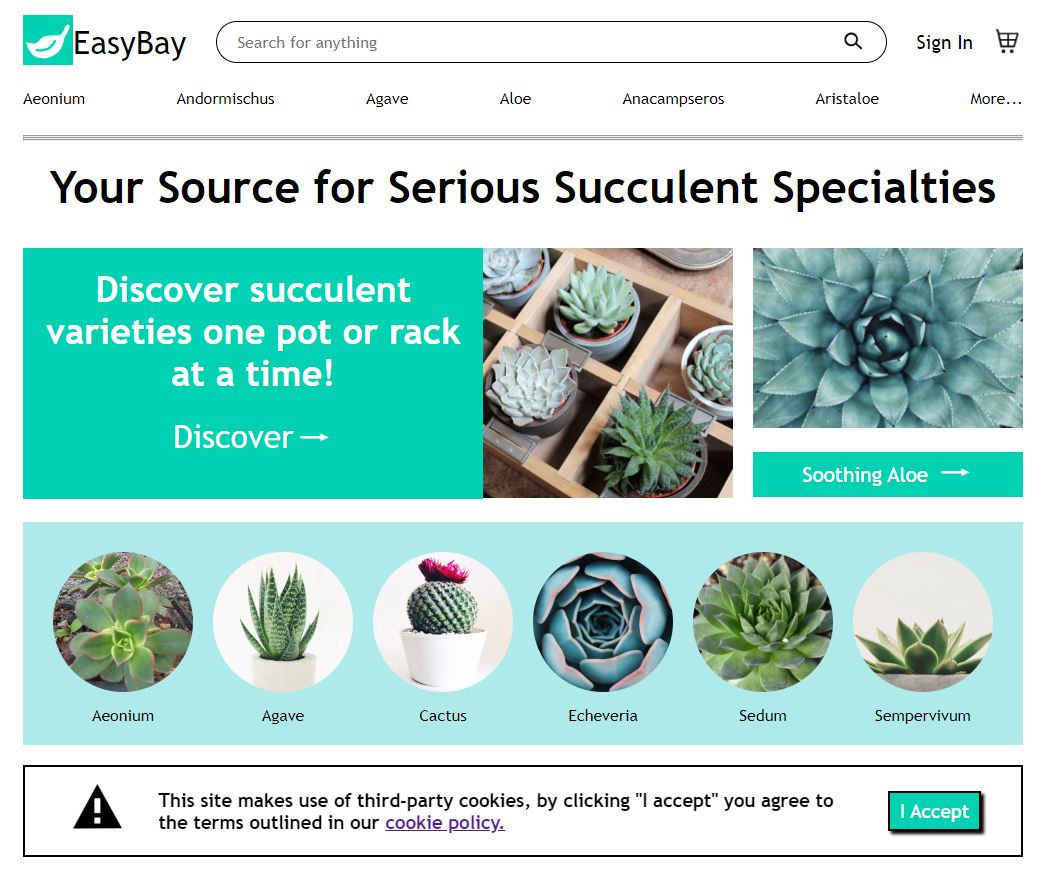 EasyBay
Search for anything
Sign In
Aeonium Andormischus Agave Aloe Anacampseros Aristaloe More...
Your Source for Serious Succulent Specialties
Discover succulent
varieties one pot or rack
at a time!
Discover
Soothing Aloe
Aeonium Agave Cactus Echeveria Sedum Sempervivum
This site makes use of third-party cookies, by clicking "I accept" you agree to
the terms outlined in our cookie policy.
I Accept